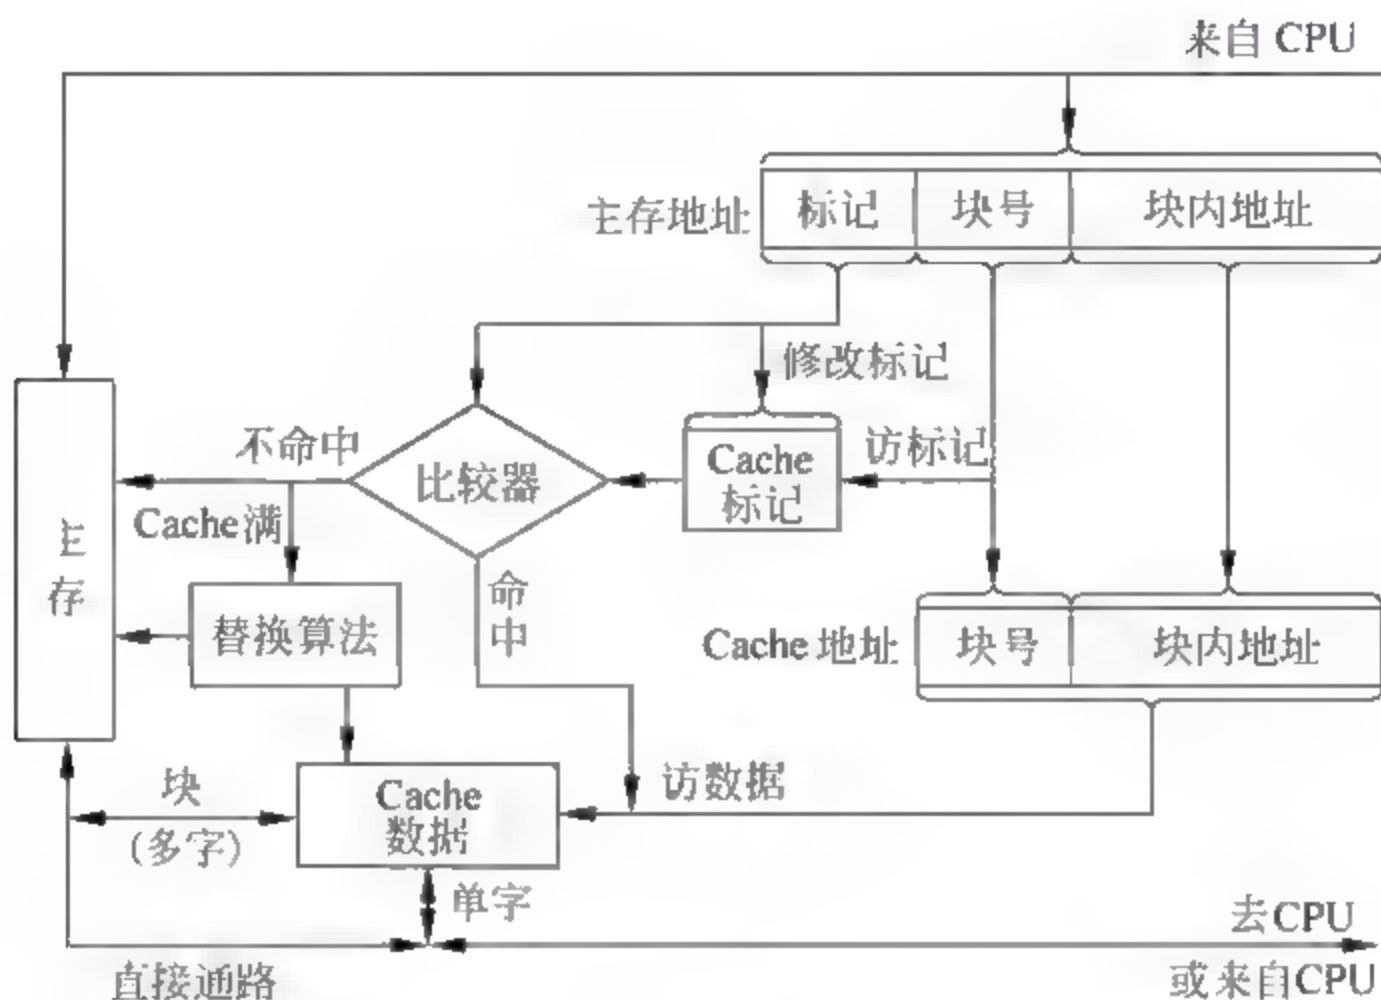 来自 CPU
主存地址 标记 块号 块内地址
修改标记
不命中 比较器 Cache 标记 访标记
Cache满
主存
命中
替换算法
Cache 地址 块号 块内地址
块
(多字)
Cache
数据
访数据
单字
去CPU
直接通路
或来自CPU